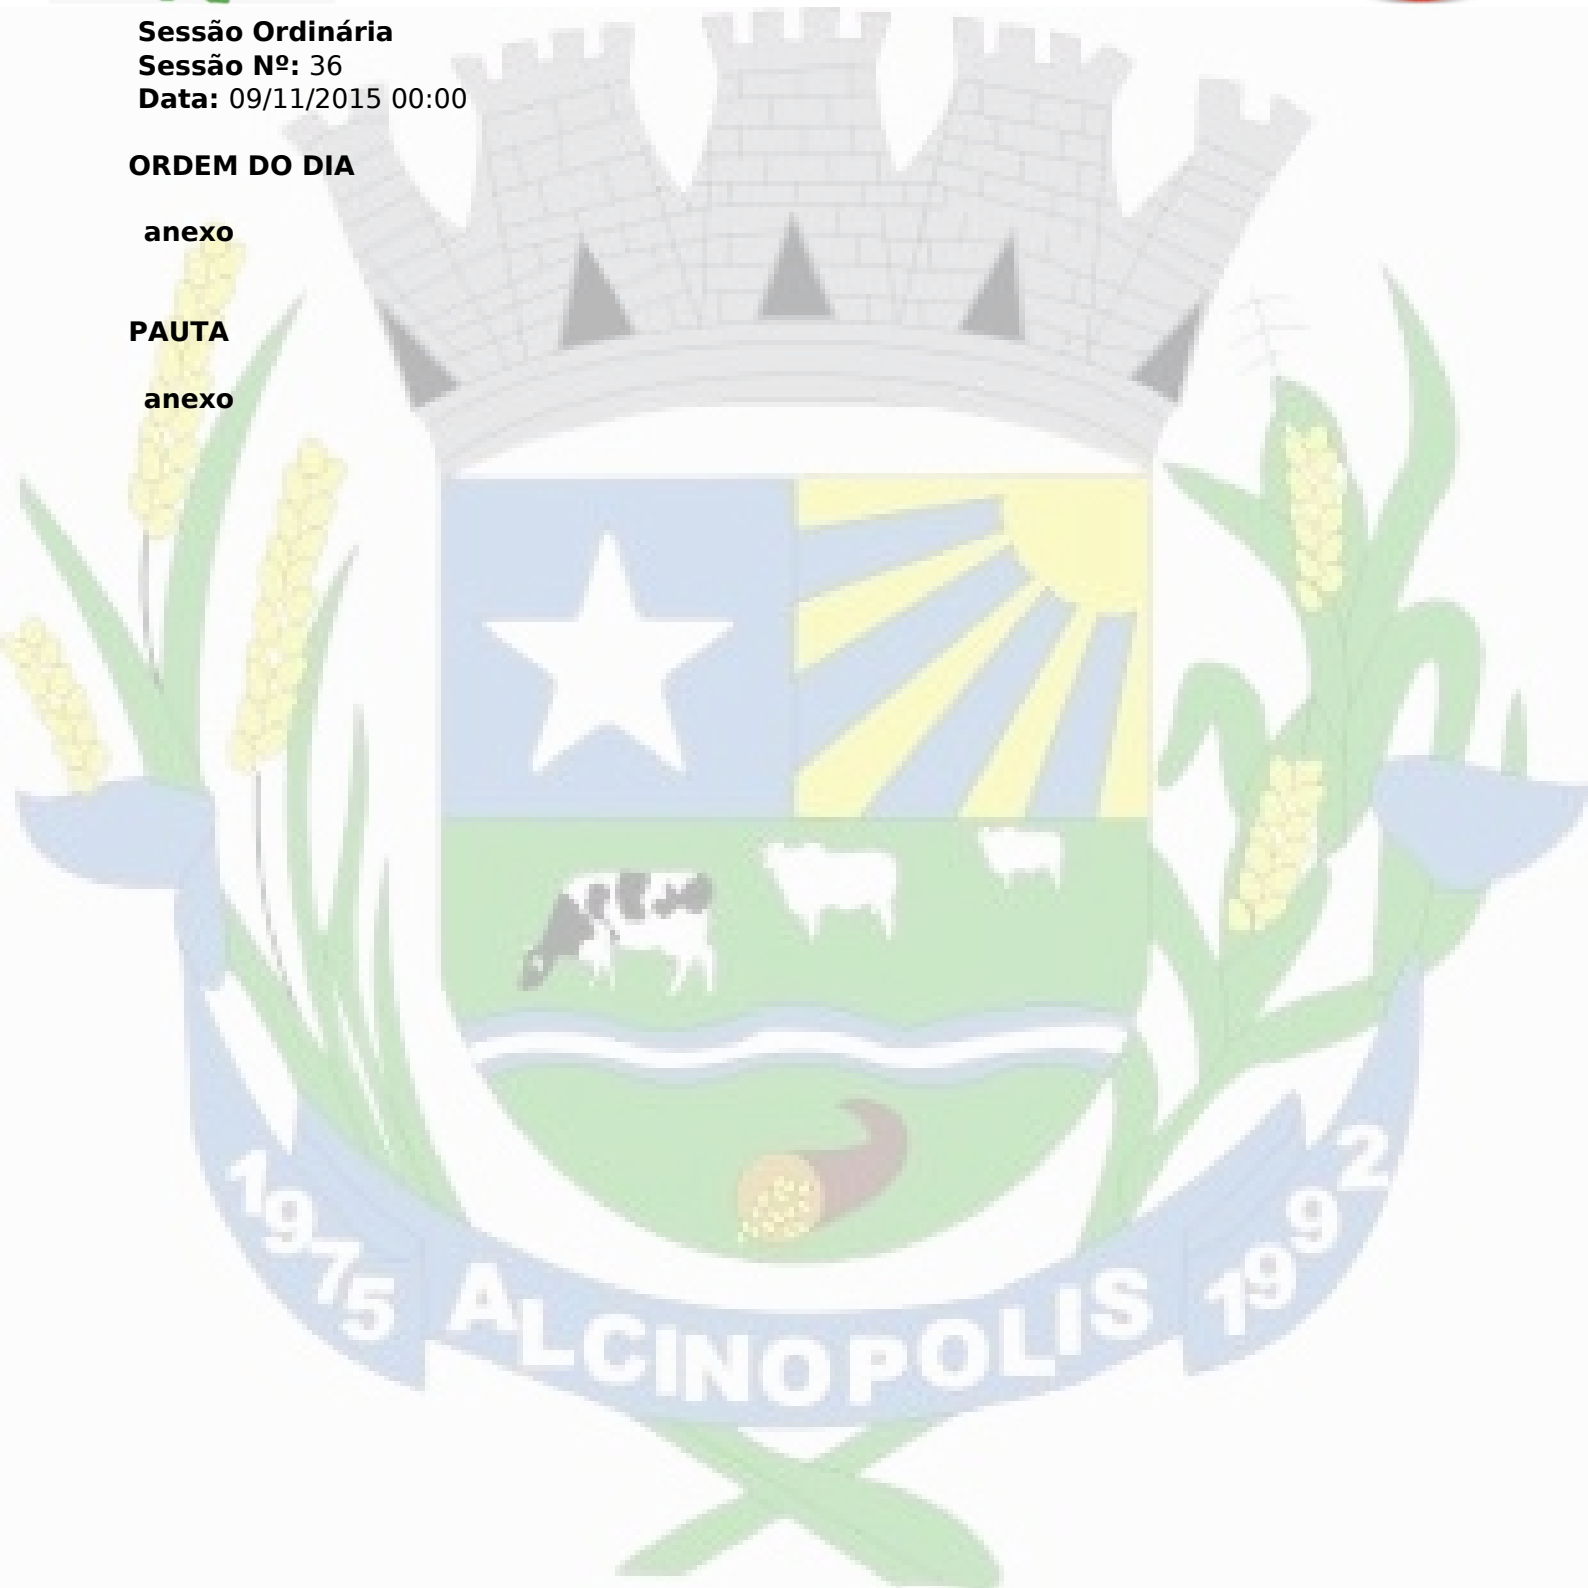 Sessão Ordinária
Sessão Nº: 36
Data: 09/11/2015 00:00
ORDEM DO DIA
anexo
PAUTA
anexo
1975 ALCINOPOLIS 1992